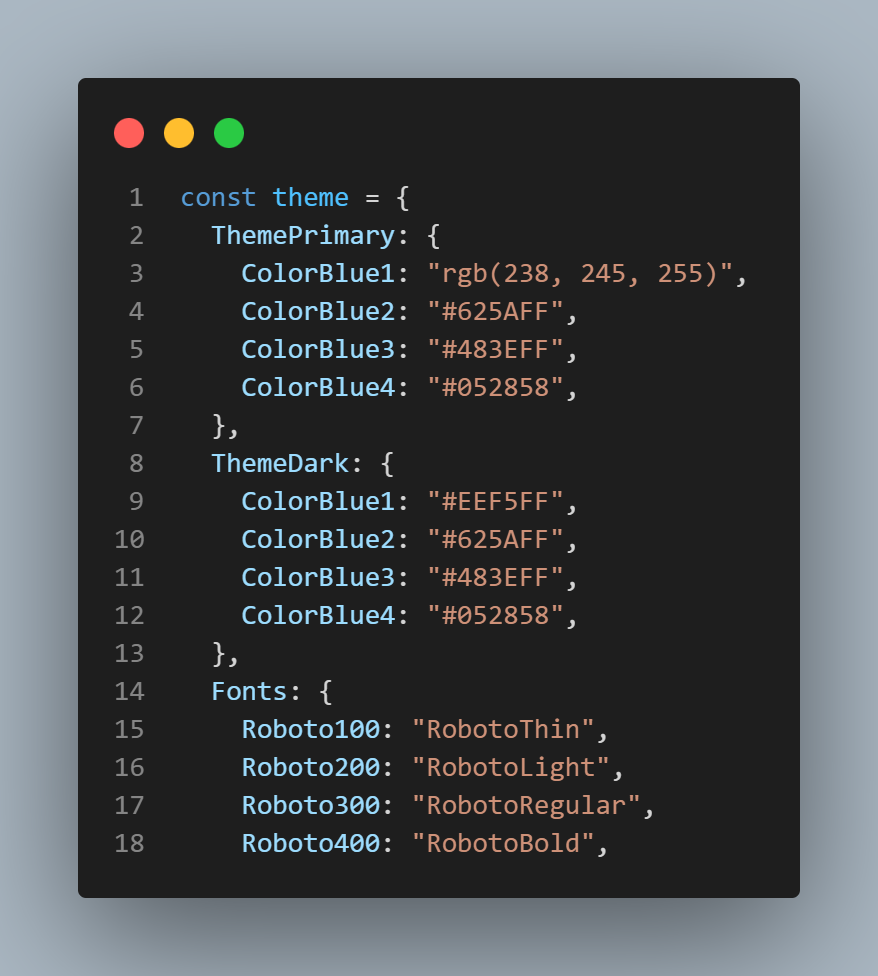 1 const theme = {
2 ThemePrimary: {
3 ColorBlue1: "rgb(238, 245, 255)",
4 ColorBlue2: "#625AFF",
5 ColorBlue3: "#483EFF",
6 ColorBlue4: "#052858",
7 },
8 ThemeDark: {
9 ColorBlue1: "#EEF5FF",
10 ColorBlue2: "#625AFF",
11 ColorBlue3: "#483EFF",
12 ColorBlue4: "#052858",
13 },
14 Fonts: {
15 Roboto100: "RobotoThin",
16 Roboto200: "RobotoLight",
17 Roboto300: "RobotoRegular",
18 Roboto400: "RobotoBold",